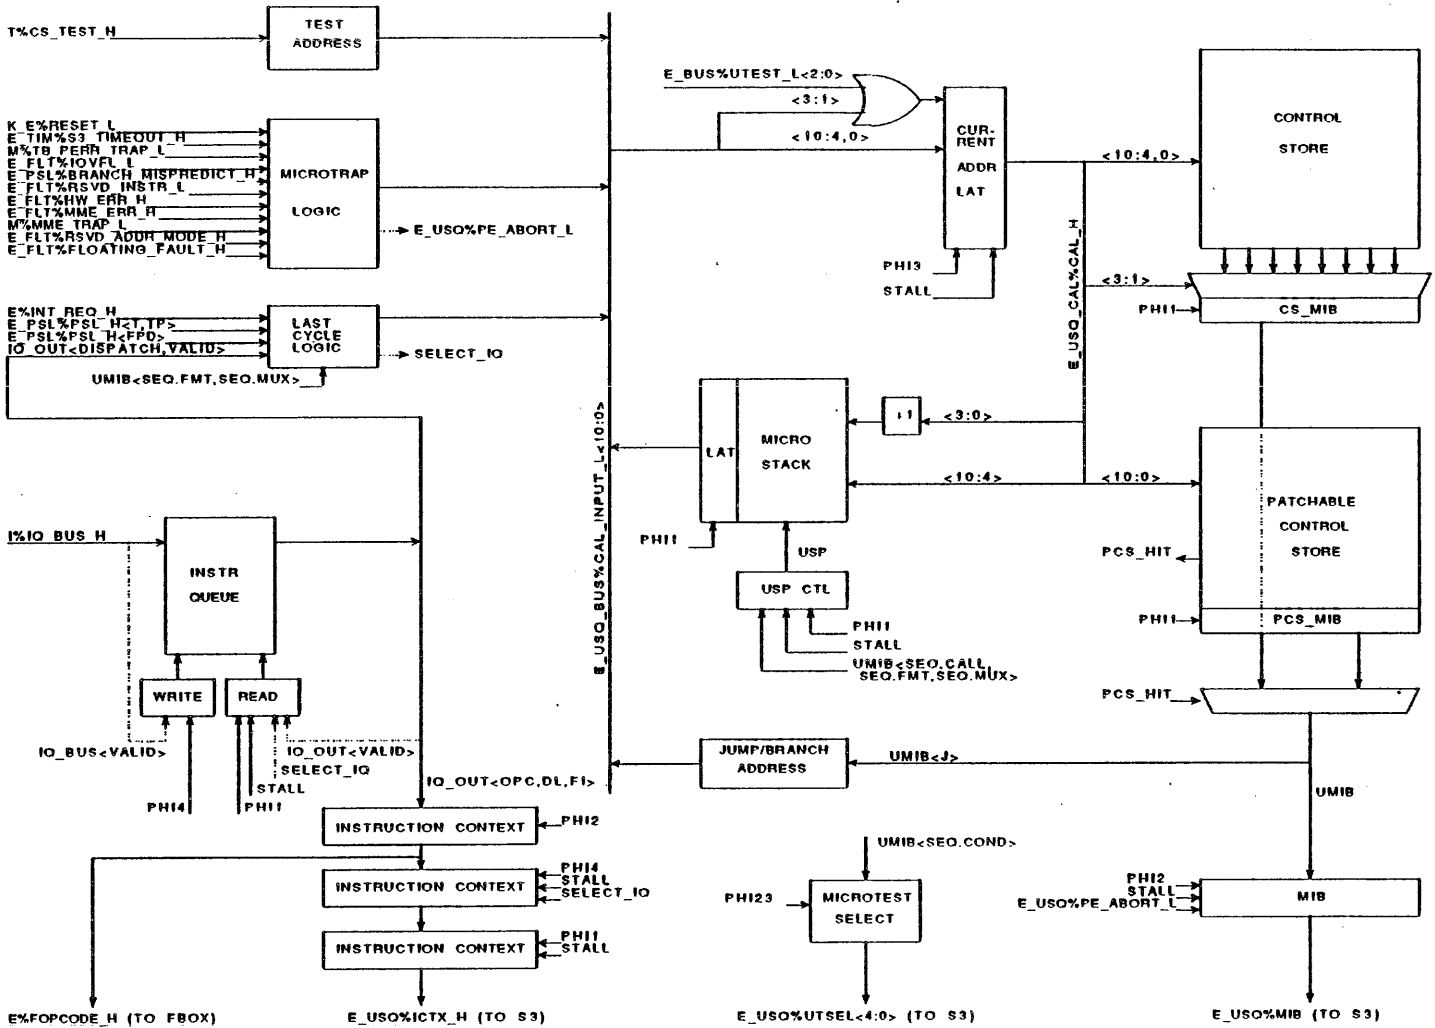 T%CS_TEST_H
TEST
ADDRESS
K_E%RESET_L
E_TIM%S3_TIMEOUT_H
M%TB_PERR_TRAP_L
E_FLT%IOVFL_L
E_PSL%BRANCH_MISPREDICT_H
E_FLT%RSVD_INSTR_L
E_FLT%HW_ERR_H
E_FLT%MME_ERR_H
M%MME_TRAP_L
E_FLT%RSVD_ADDR_MODE_H
E_FLT%FLOATING_FAULT_H
MICROTRAP
LOGIC
E_USQ%PE_ABORT_L
E%INT_REQ_H
E_PSL%PSL_H<T,TP>
E_PSL%PSL_H<FPD>
IQ_OUT<DISPATCH,VALID>
LAST
CYCLE
LOGIC
SELECT_IQ
UMIB<SEQ.FMT,SEQ.MUX>
I%IQ_BUS_H
INSTR
QUEUE
WRITE
READ
IQ_BUS<VALID>
IQ_OUT<VALID>
SELECT_IQ
STALL
PHI4
PHI1
IQ_OUT<OPC,DL,FI>
INSTRUCTION CONTEXT
PHI2
INSTRUCTION CONTEXT
PHI4
STALL
SELECT_IQ
INSTRUCTION CONTEXT
PHI1
STALL
E%FOPCODE_H (TO FBOX)
E_USQ%ICTX_H (TO S3)
E_USQ_BUS%CAL_INPUT_L<10:0>
E_BUS%UTEST_L<2:0>
<3:1>
<10:4,0>
CUR-
RENT
ADDR
LAT
PHI3
STALL
E_USQ_CAL%CAL_H
<10:4,0>
CONTROL
STORE
<3:1>
PHI1
CS_MIB
LAT
MICRO
STACK
+1
<3:0>
<10:4>
<10:0>
PHI1
USP
USP CTL
PHI1
STALL
UMIB<SEQ.CALL,
SEQ.FMT,SEQ.MUX>
PATCHABLE
CONTROL
STORE
PCS_HIT
PHI1
PCS_MIB
PCS_HIT
JUMP/BRANCH
ADDRESS
UMIB<J>
UMIB
UMIB<SEQ.COND>
PHI23
MICROTEST
SELECT
E_USQ%UTSEL<4:0> (TO S3)
PHI2
STALL
E_USQ%PE_ABORT_L
MIB
E_USQ%MIB (TO S3)